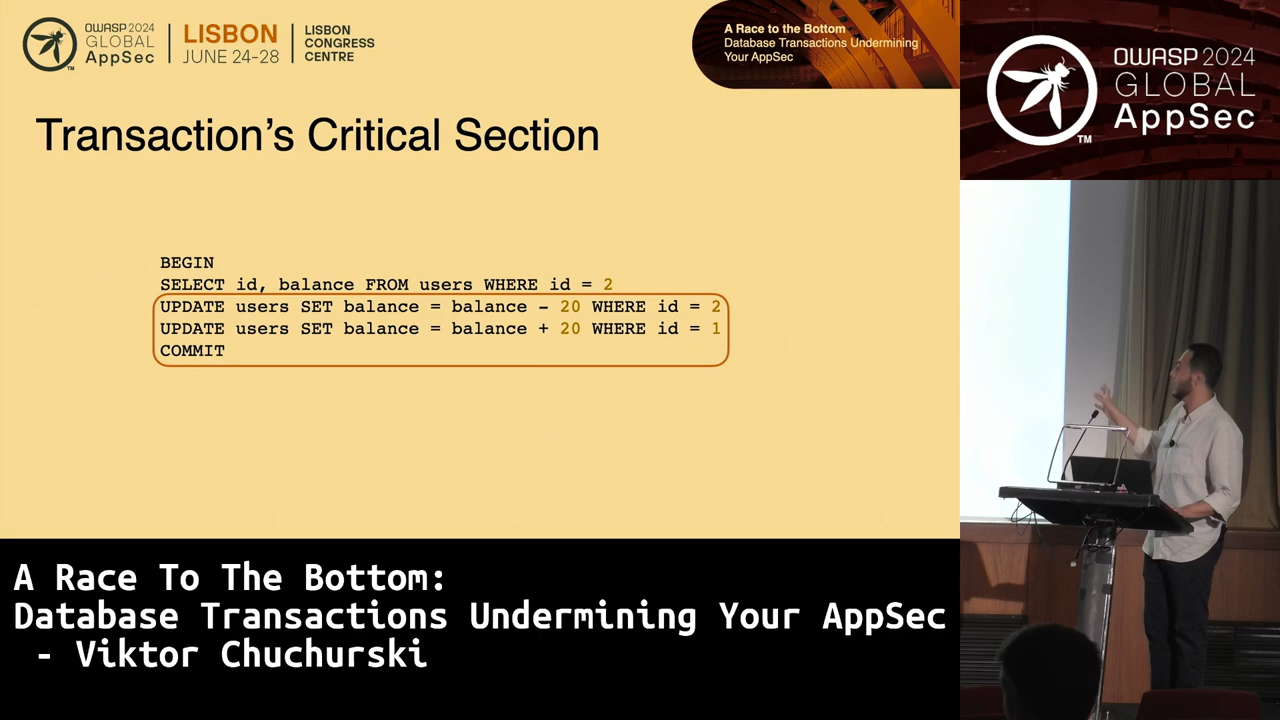 OWASP 2024
GLOBAL
AppSec
TM
LISBON
JUNE 24-28
LISBON
CONGRESS
CENTRE
A Race to the Bottom
Database Transactions Undermining
Your AppSec
OWASP 2024
GLOBAL
AppSec
TM
Transaction’s Critical Section
BEGIN
SELECT id, balance FROM users WHERE id = 2
UPDATE users SET balance = balance - 20 WHERE id = 2
UPDATE users SET balance = balance + 20 WHERE id = 1
COMMIT
A Race To The Bottom:
Database Transactions Undermining Your AppSec
- Viktor Chuchurski